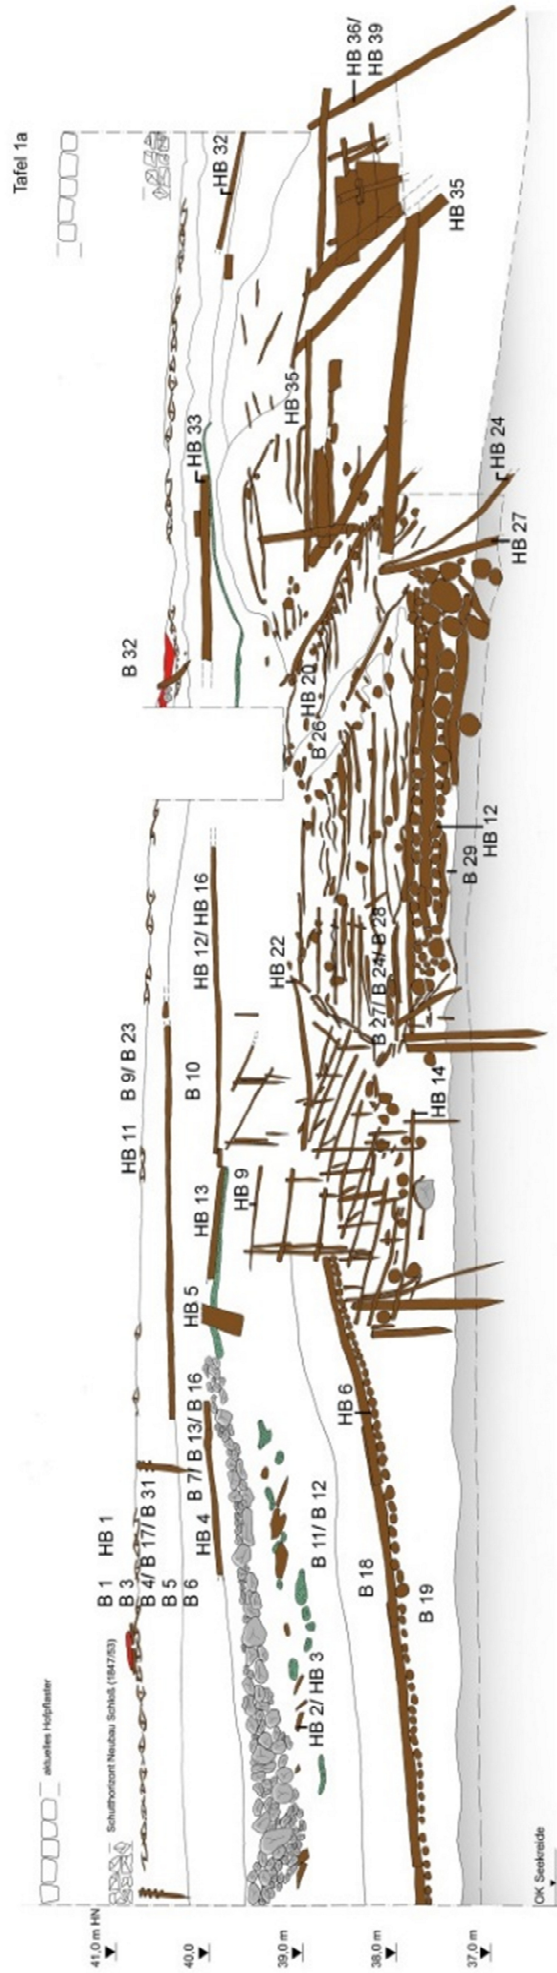 Tafel 1a
aktuelles Hofpflaster
Schutthorizont Neubau Schloß (1847/53)
41,0 m HN
40,0
39,0 m
38,0 m
37,0 m
OK Seekreide
B 1
HB 1
B 3
B 4/ B 17/ B 31
B 5
B 6
HB 4
B 7/ B 13/ B 16
HB 2/ HB 3
B 11/ B 12
B 18
B 19
HB 6
HB 5
HB 13
HB 9
HB 11
B 9/ B 23
B 10
HB 12/ HB 16
HB 22
B 27/ B 24/ B 28
HB 14
B 29
HB 12
B 26
HB 20
B 32
HB 33
HB 35
HB 27
HB 24
HB 32
HB 35
HB 36/
HB 39